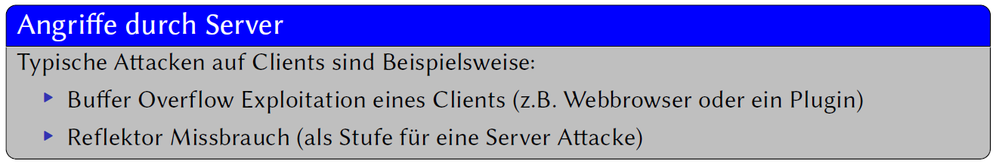 Angriffe durch Server
Typische Attacken auf Clients sind Beispielsweise:
Buffer Overflow Exploitation eines Clients (z.B. Webbrowser oder ein Plugin)
Reflektor Missbrauch (als Stufe für eine Server Attacke)